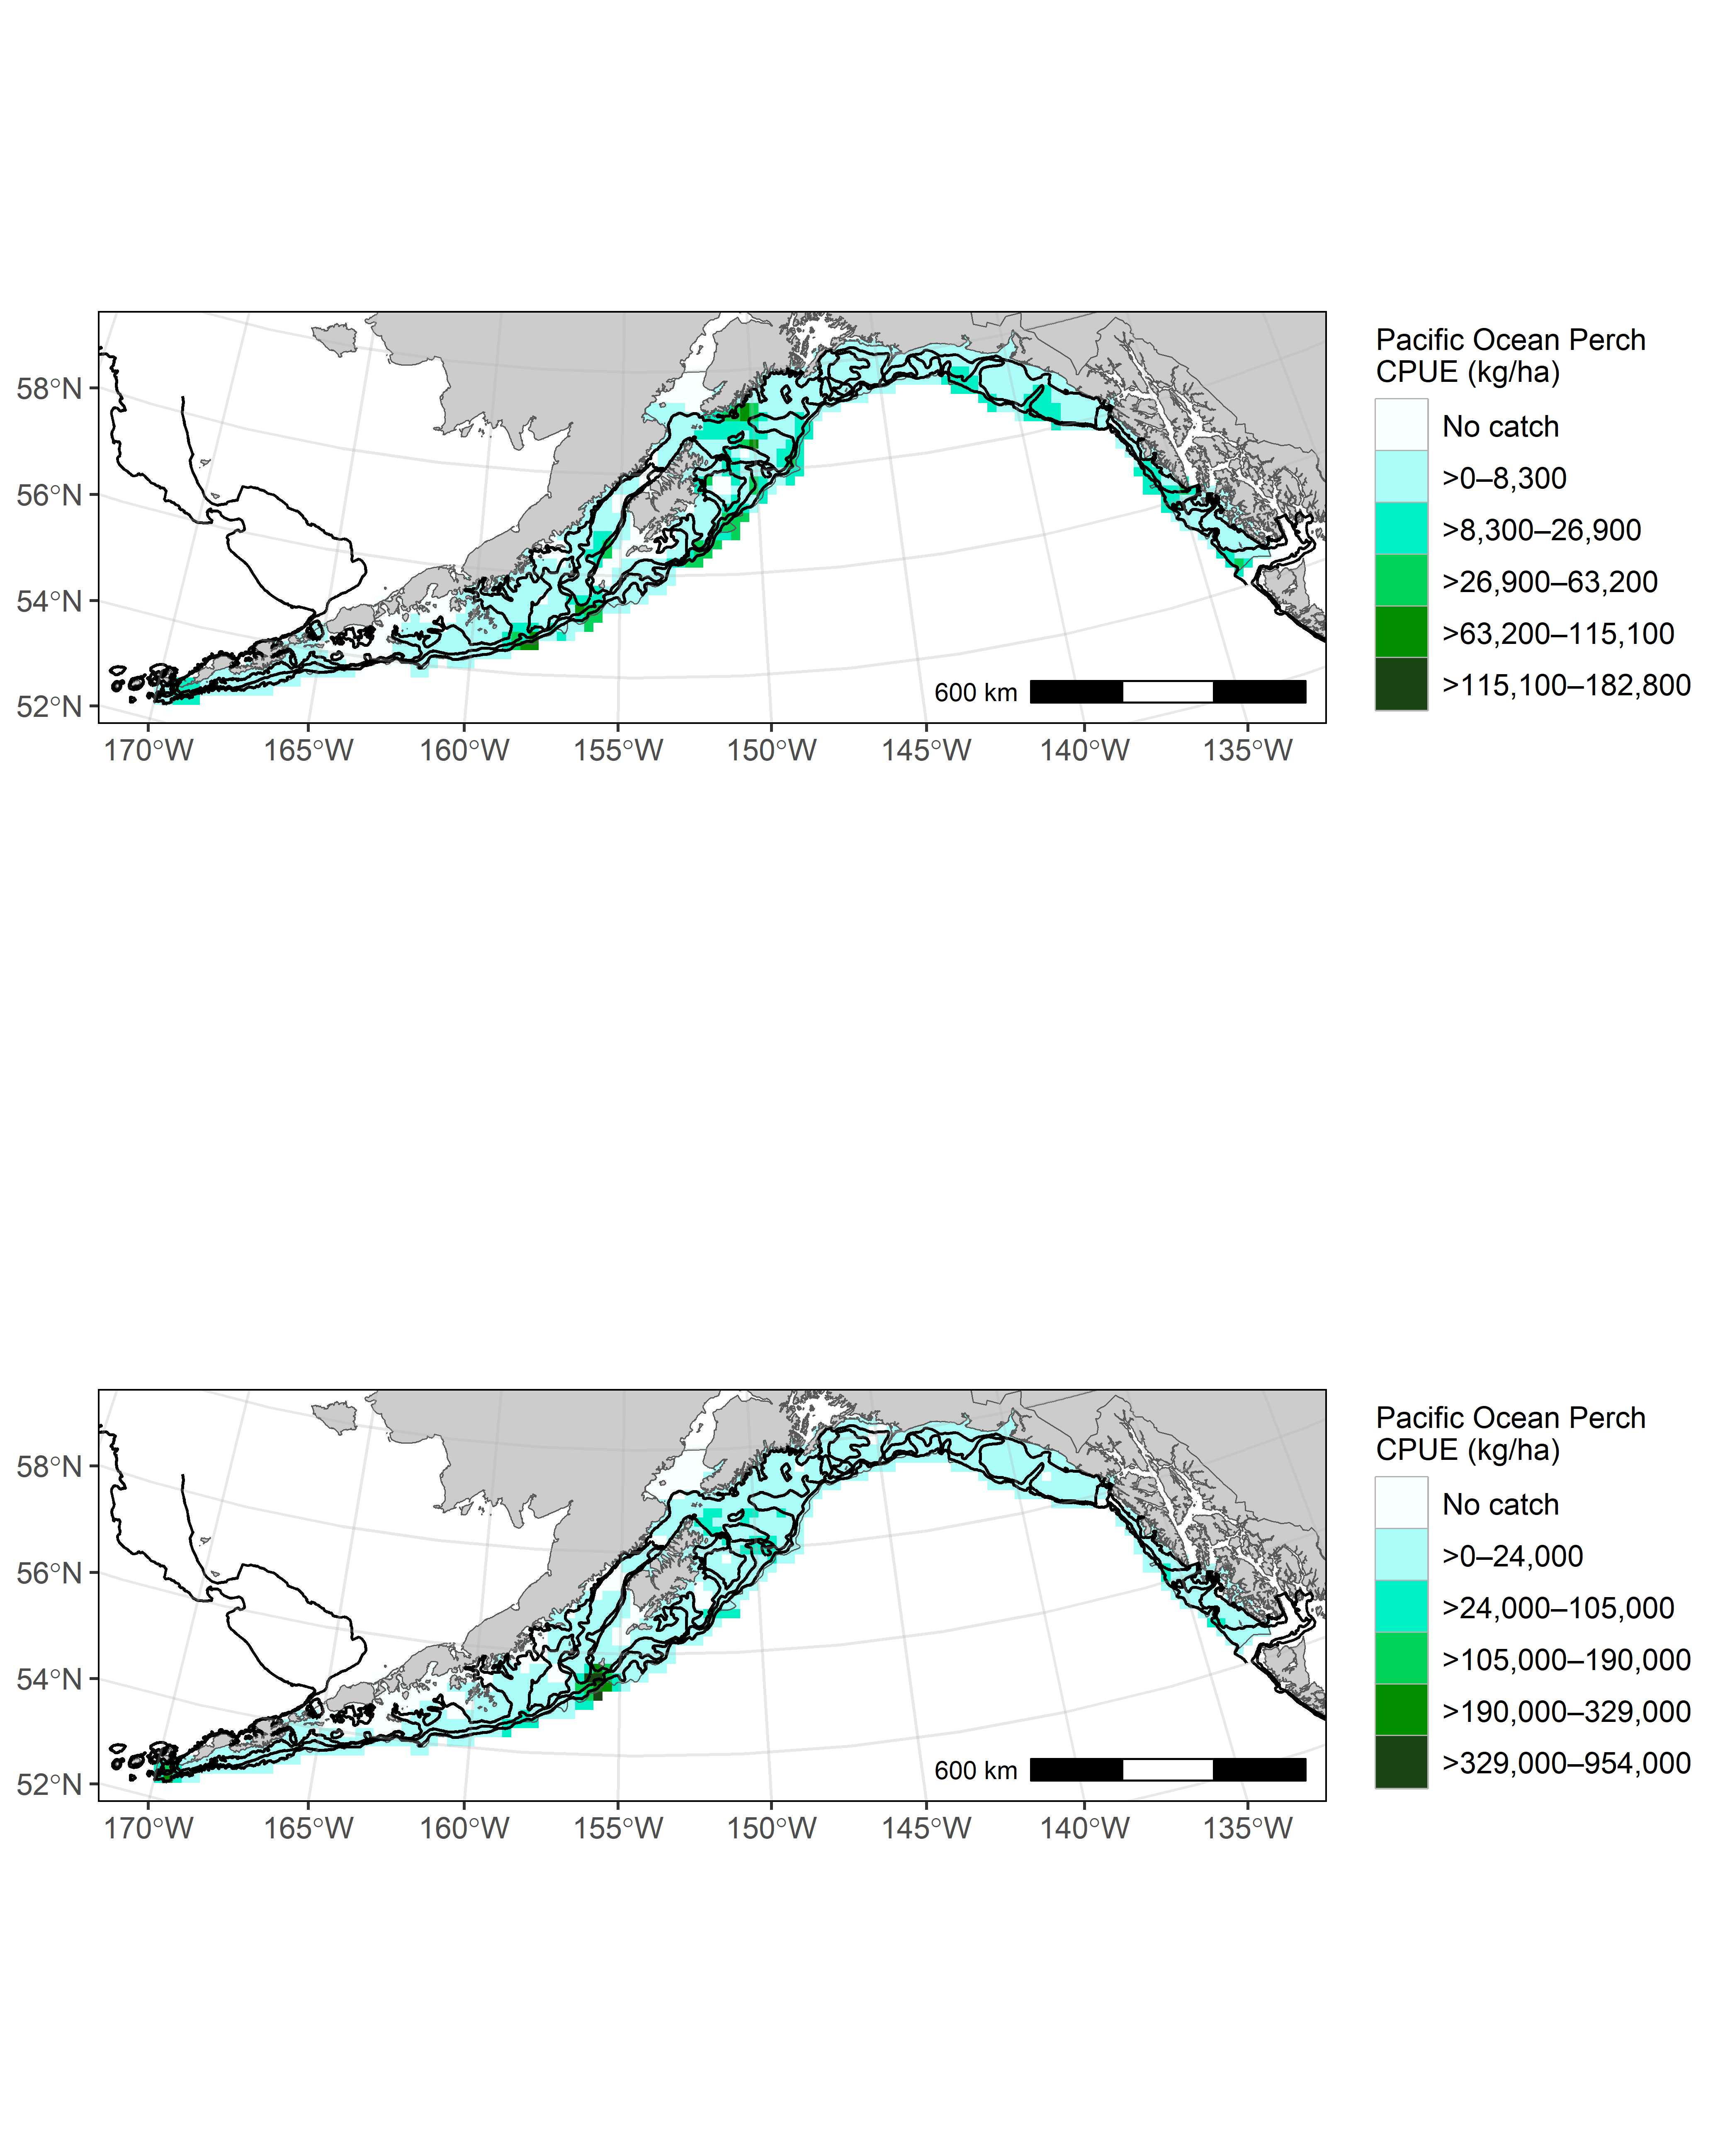 Pacific Ocean Perch
CPUE (kg/ha)
No catch
>0–8,300
>8,300–26,900
>26,900–63,200
>63,200–115,100
>115,100–182,800
58°N
56°N
54°N
52°N
600 km
170°W
165°W
160°W
155°W
150°W
145°W
140°W
135°W
Pacific Ocean Perch
CPUE (kg/ha)
No catch
>0–24,000
>24,000–105,000
>105,000–190,000
>190,000–329,000
>329,000–954,000
58°N
56°N
54°N
52°N
600 km
170°W
165°W
160°W
155°W
150°W
145°W
140°W
135°W